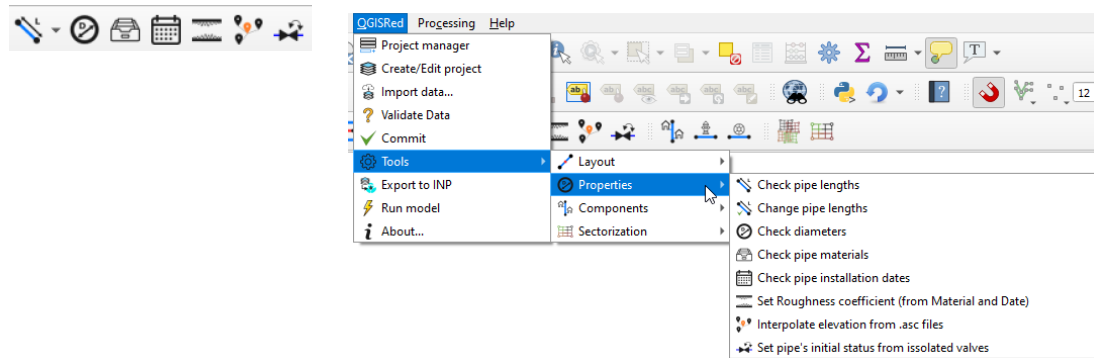 L
QGISRed Processing Help
Project manager
Create/Edit project
Import data...
Validate Data
Commit
Tools
Export to INP
Run model
About...
Layout
Properties
Components
Sectorization
Check pipe lengths
Change pipe lengths
Check diameters
Check pipe materials
Check pipe installation dates
Set Roughness coefficient (from Material and Date)
Interpolate elevation from .asc files
Set pipe's initial status from issolated valves
T
abc
12